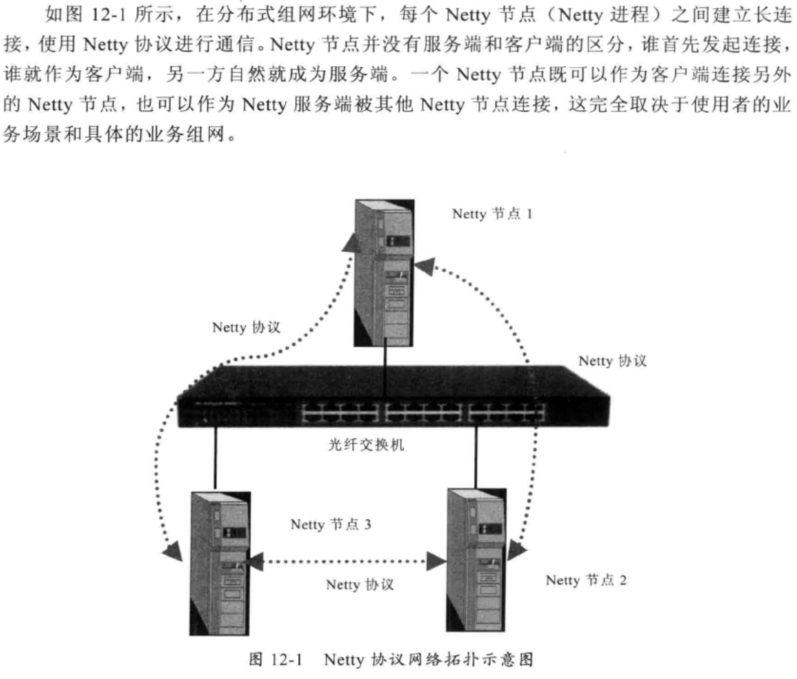 如图 12-1 所示，在分布式组网环境下，每个 Netty 节点（Netty 进程）之间建立长连
接，使用 Netty 协议进行通信。Netty 节点并没有服务端和客户端的区分，谁首先发起连接，
谁就作为客户端，另一方自然就成为服务端。一个 Netty 节点既可以作为客户端连接另外
的 Netty 节点，也可以作为 Netty 服务端被其他 Netty 节点连接，这完全取决于使用者的业
务场景和具体的业务组网。
Netty 节点 1
Netty 协议
Netty 协议
光纤交换机
Netty 节点 3
Netty 协议
Netty 节点 2
图 12-1 Netty 协议网络拓扑示意图